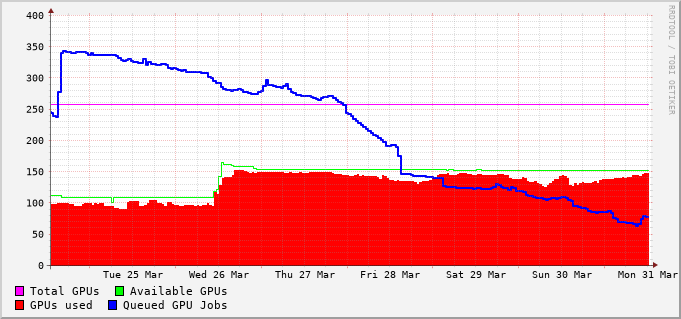 400
350
300
250
200
150
100
50
0
Tue 25 Mar Wed 26 Mar Thu 27 Mar Fri 28 Mar Sat 29 Mar Sun 30 Mar Mon 31 Mar
Total GPUs Available GPUs
GPUs used Queued GPU Jobs
RRDTOOL / TOBI OETIKER